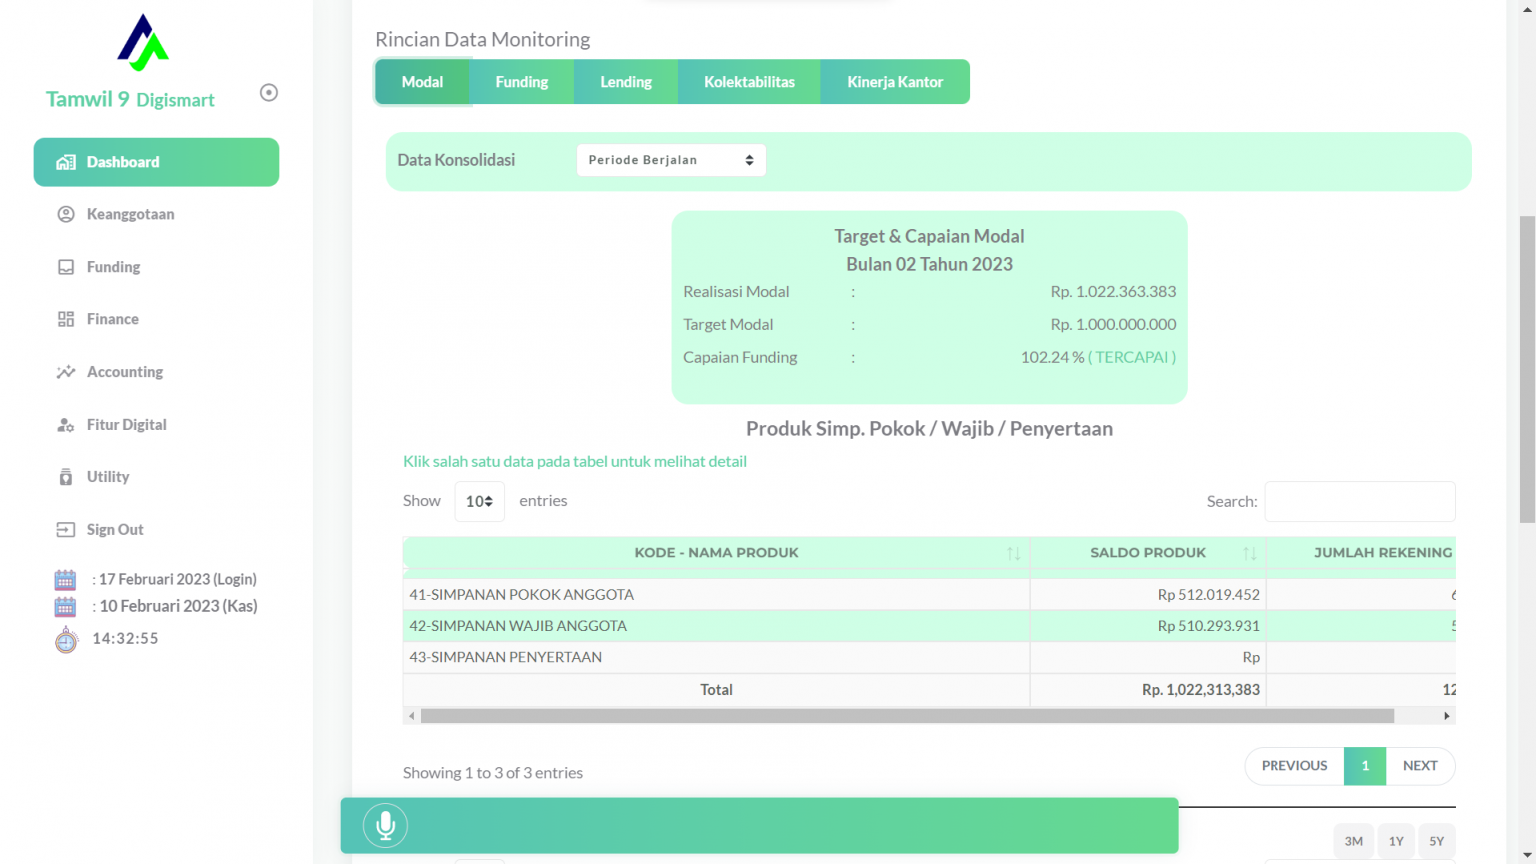 Tamwil 9 Digismart
Dashboard
Keanggotaan
Funding
Finance
Accounting
Fitur Digital
Utility
Sign Out
: 17 Februari 2023 (Login)
: 10 Februari 2023 (Kas)
14:32:55
Rincian Data Monitoring
Modal Funding Lending Kolektabilitas Kinerja Kantor
Data Konsolidasi Periode Berjalan
Target & Capaian Modal
Bulan 02 Tahun 2023
Realisasi Modal : Rp. 1.022.363.383
Target Modal : Rp. 1.000.000.000
Capaian Funding : 102.24 % ( TERCAPAI )
Produk Simp. Pokok / Wajib / Penyertaan
Klik salah satu data pada tabel untuk melihat detail
Show 10 entries Search:
KODE - NAMA PRODUK SALDO PRODUK JUMLAH REKENING
41-SIMPANAN POKOK ANGGOTA Rp 512.019.452
42-SIMPANAN WAJIB ANGGOTA Rp 510.293.931
43-SIMPANAN PENYERTAAN Rp
Total Rp. 1,022,313,383 12
Showing 1 to 3 of 3 entries PREVIOUS 1 NEXT
3M 1Y 5Y